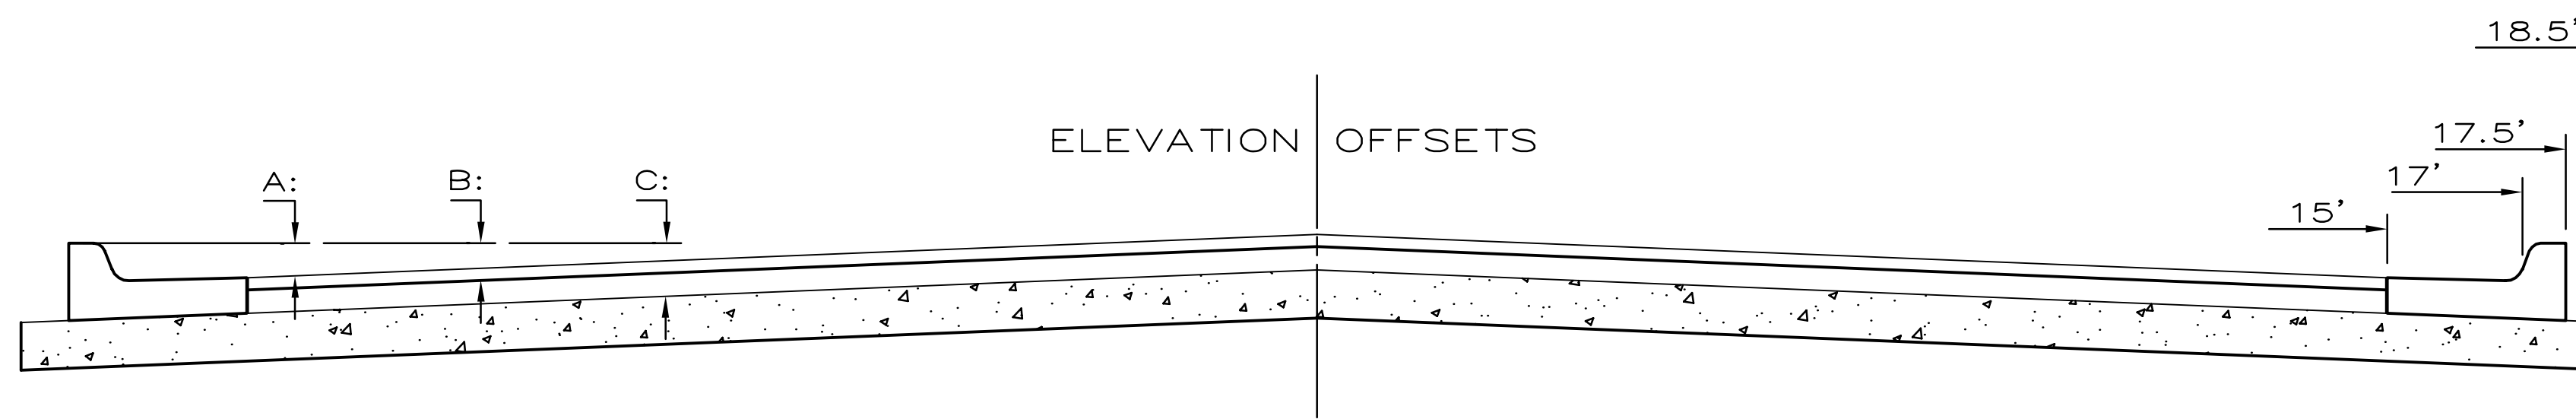 18.5'
ELEVATION OFFSETS
17.5'
17'
A:
B:
C:
15'